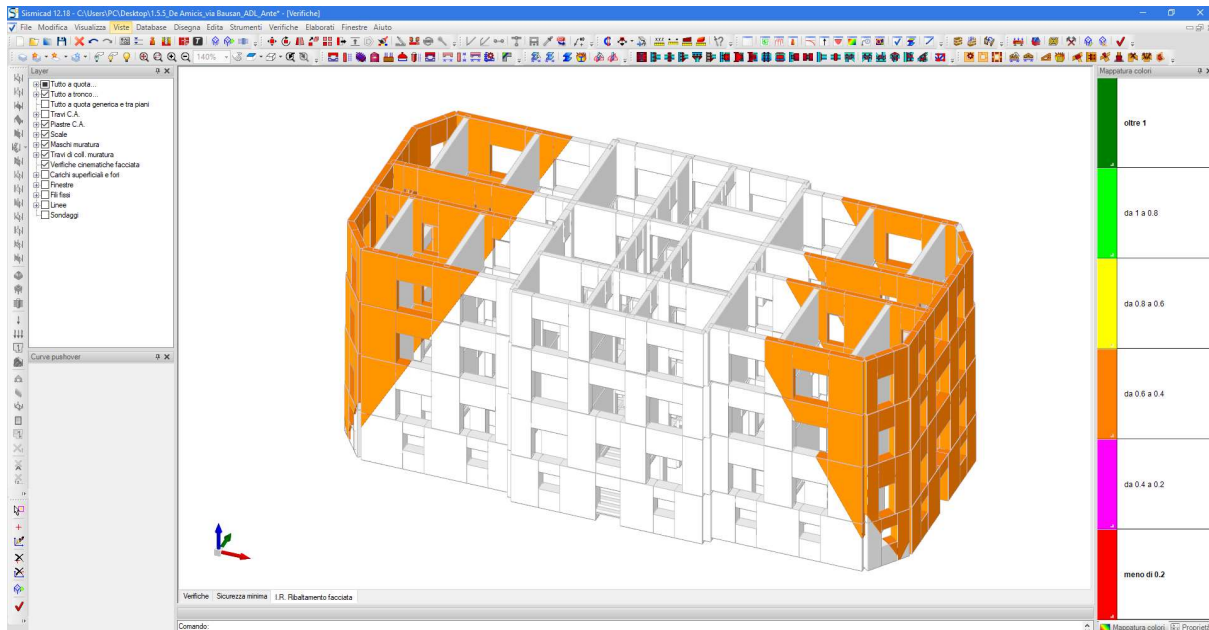 Sismicad 12.18 - C:\Users\PC\Desktop\1.5.5_De Amicis_via Bausan_ADL_Ante* - [Verifiche]
File Modifica Visualizza Viste Database Disegna Edita Strumenti Verifiche Elaborati Finestre Aiuto
140%
Layer
Tutto a quota...
Tutto a tronco...
Tutto a quota generica e tra piani
Travi C.A.
Piastre C.A.
Scale
Maschi muratura
Travi di coll. muratura
Verifiche cinematiche facciata
Carichi superficiali e fori
Finestre
Fili fissi
Linee
Sondaggi
Curve pushover
Mappatura colori
oltre 1
da 1 a 0.8
da 0.8 a 0.6
da 0.6 a 0.4
da 0.4 a 0.2
meno di 0.2
Verifiche Sicurezza minima I.R. Ribaltamento facciata
Comando:
Mappatura colori Proprietà